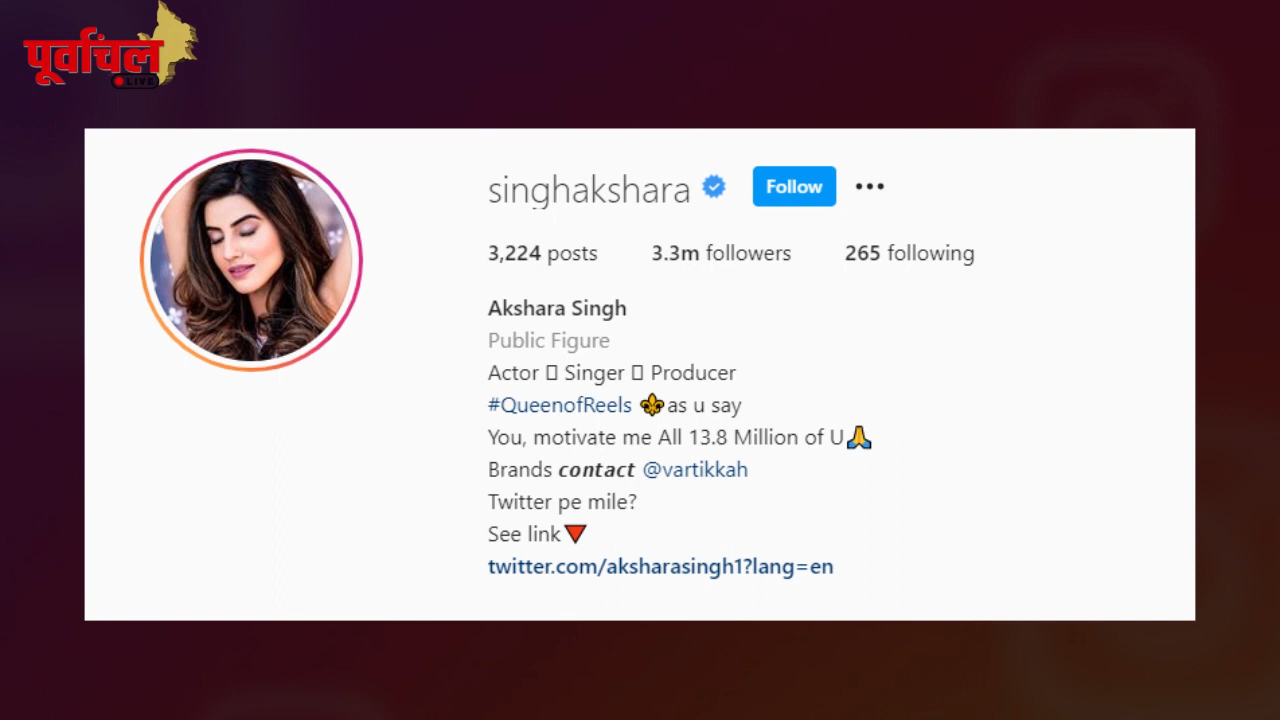 पूर्वांचल
LIVE
singhakshara Follow
3,224 posts 3.3m followers 265 following
Akshara Singh
Public Figure
Actor ▯ Singer ▯ Producer
#QueenofReels ⚜️as u say
You, motivate me All 13.8 Million of U🙏
Brands contact @vartikkah
Twitter pe mile?
See link🔻
twitter.com/aksharasingh1?lang=en